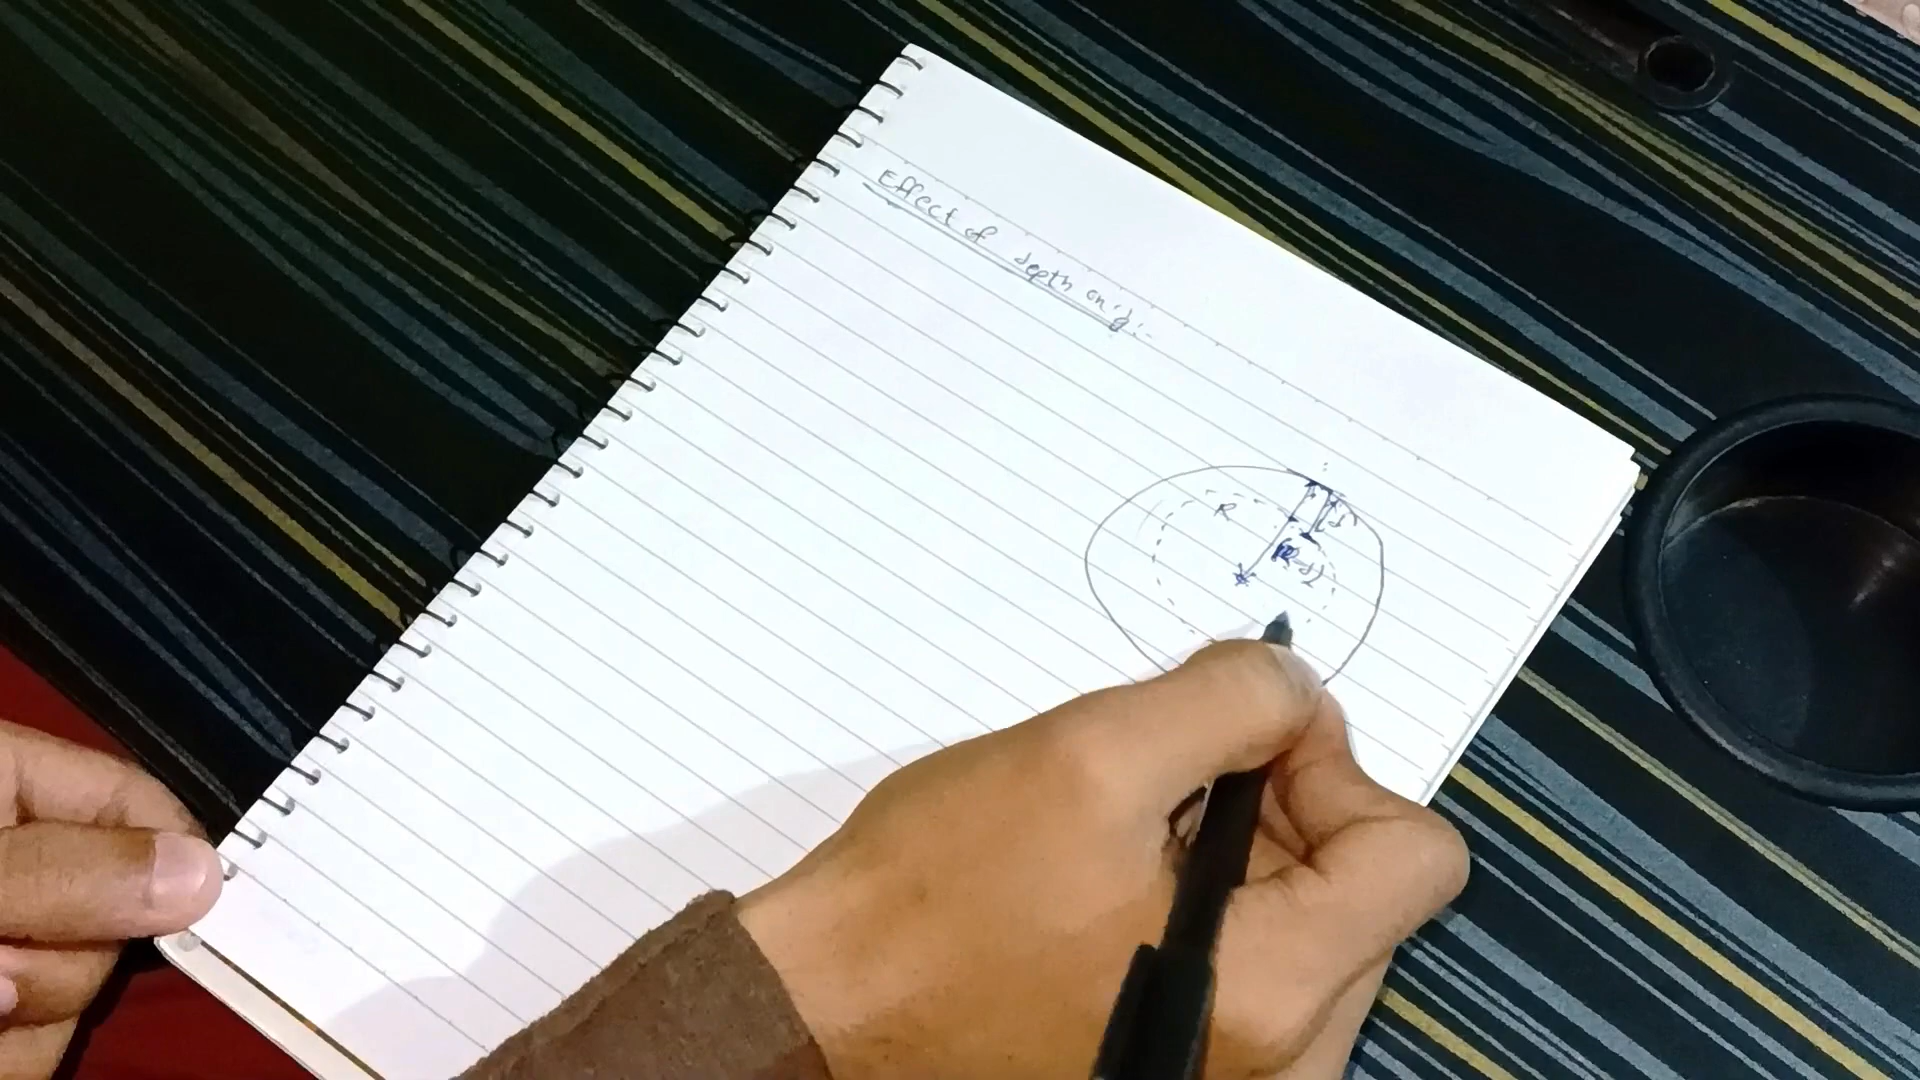 Effect of depth on 'g':-
R
d
(R-d)